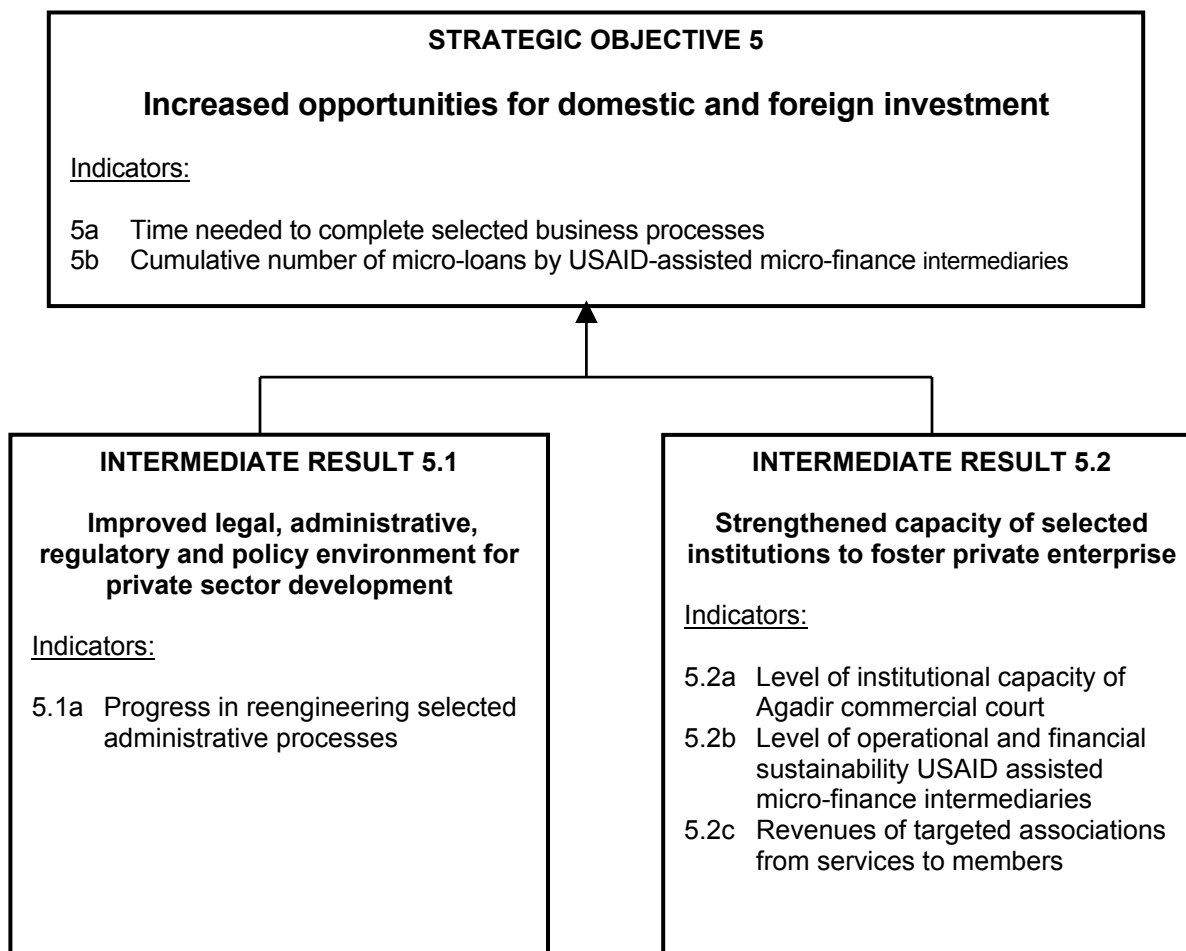 STRATEGIC OBJECTIVE 5
Increased opportunities for domestic and foreign investment
Indicators:
5a Time needed to complete selected business processes
5b Cumulative number of micro-loans by USAID-assisted micro-finance intermediaries
INTERMEDIATE RESULT 5.1
Improved legal, administrative,
regulatory and policy environment for
private sector development
Indicators:
5.1a Progress in reengineering selected
administrative processes
INTERMEDIATE RESULT 5.2
Strengthened capacity of selected
institutions to foster private enterprise
Indicators:
5.2a Level of institutional capacity of
Agadir commercial court
5.2b Level of operational and financial
sustainability USAID assisted
micro-finance intermediaries
5.2c Revenues of targeted associations
from services to members